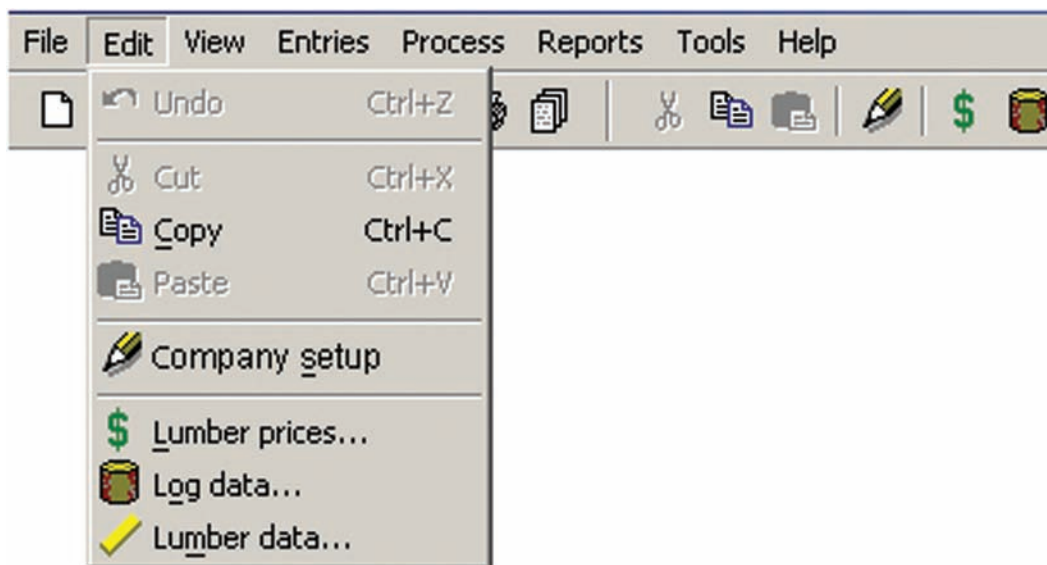 File Edit View Entries Process Reports Tools Help
Undo Ctrl+Z
Cut Ctrl+X
Copy Ctrl+C
Paste Ctrl+V
Company setup
$ Lumber prices...
Log data...
Lumber data...